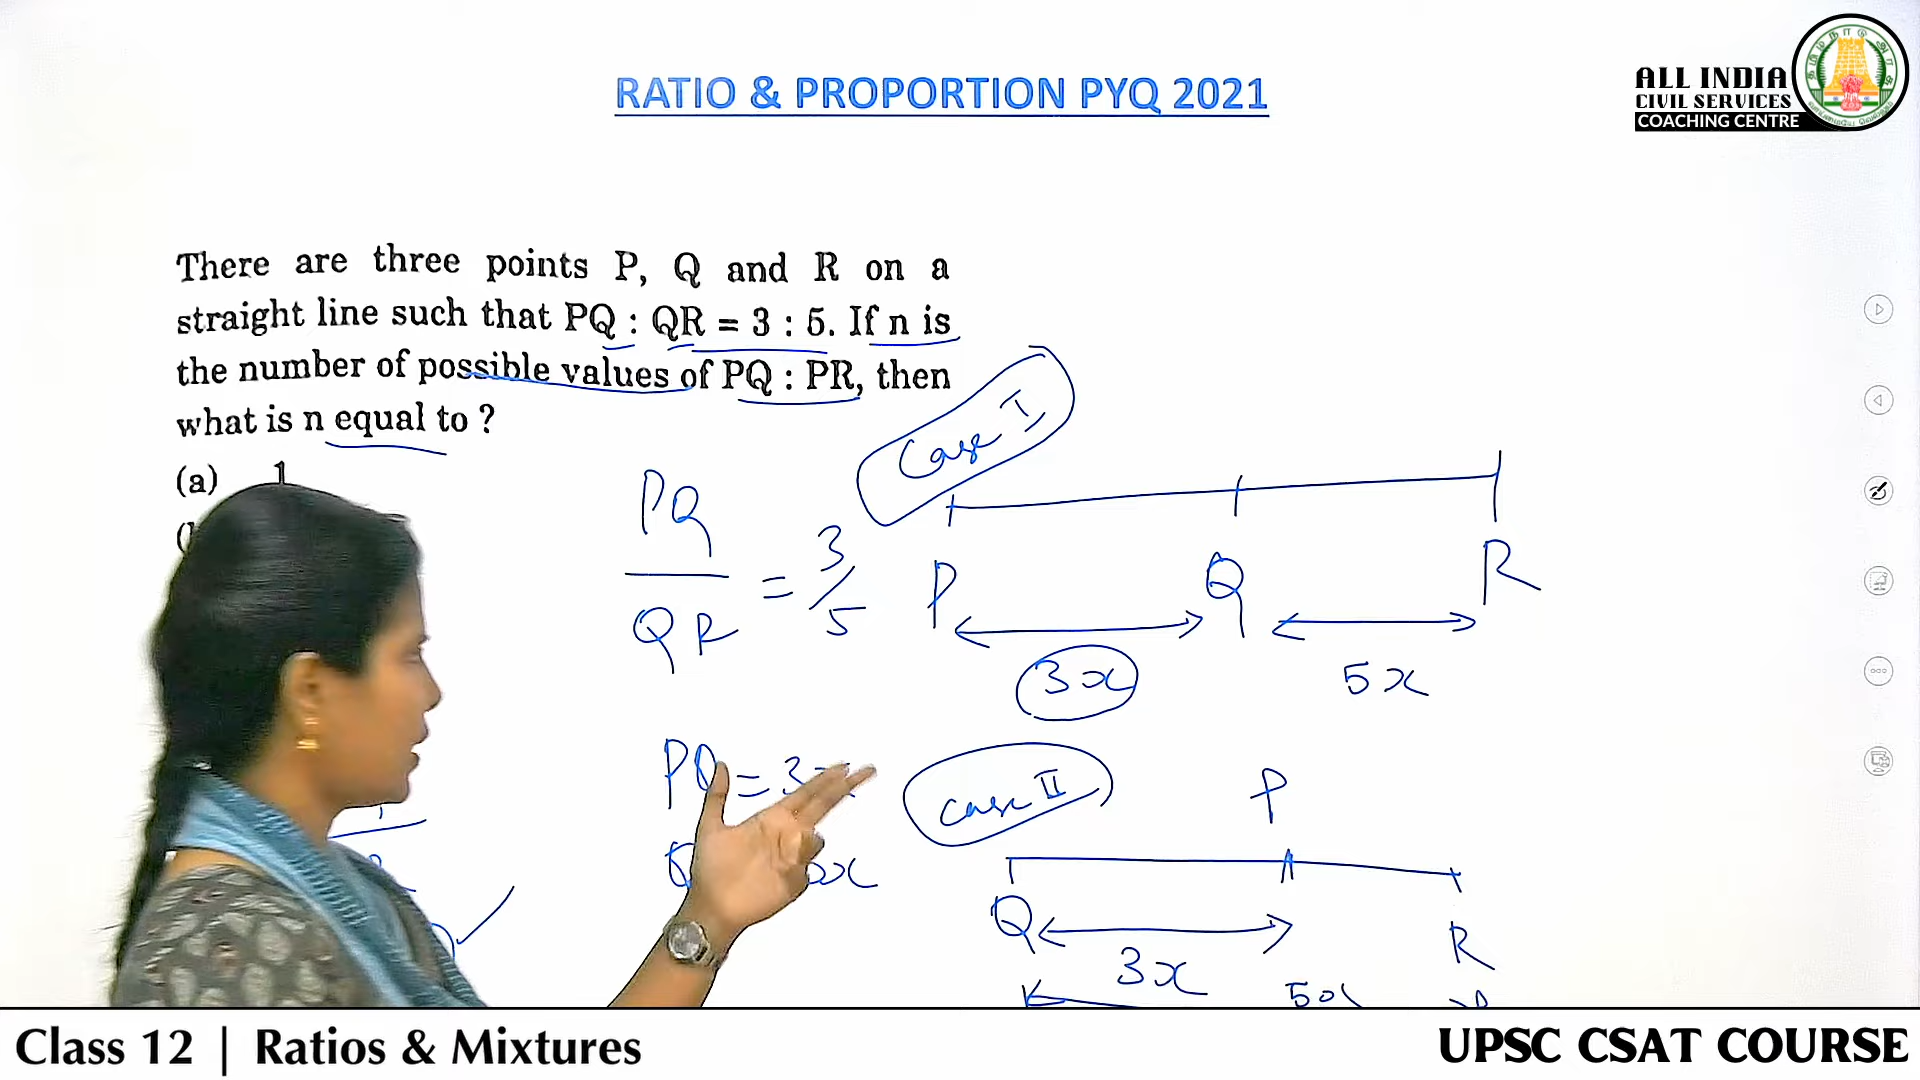 RATIO & PROPORTION PYQ 2021
ALL INDIA
CIVIL SERVICES
COACHING CENTRE
There are three points P, Q and R on a
straight line such that PQ : QR = 3 : 5. If n is
the number of possible values of PQ : PR, then
what is n equal to ?
(a) 1
PQ
QR
= 3/5
Case I
P Q R
3x 5x
PQ = 3x
Case II
P
Q R
3x
5x
Class 12 | Ratios & Mixtures
UPSC CSAT COURSE